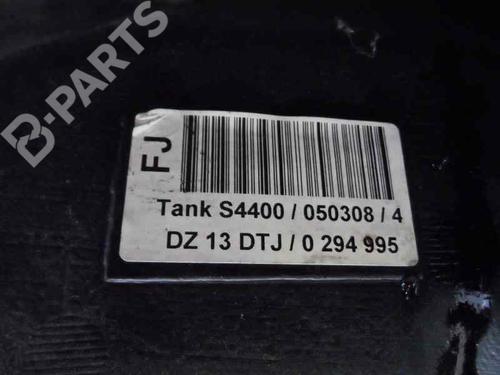 B-PARTS
FJ
Tank S4400 / 050308 / 4
DZ 13 DTJ / 0 294 995